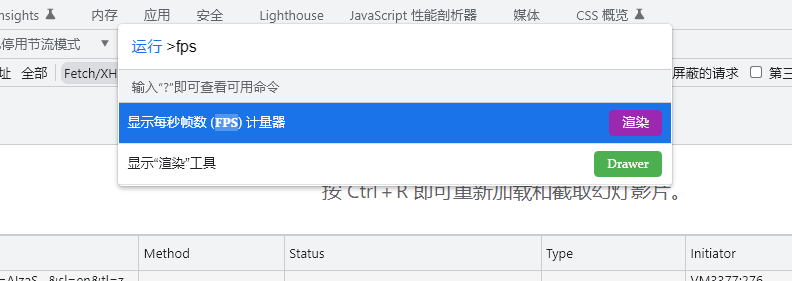 nsights 内存 应用 安全 Lighthouse JavaScript 性能剖析器 媒体 CSS 概览
停用节流模式
运行 >fps
址 全部 Fetch/XH 屏蔽的请求 第三
输入“?”即可查看可用命令
显示每秒帧数 (FPS) 计量器 渲染
显示“渲染”工具 Drawer
按 Ctrl + R 即可重新加载和截取幻灯影片。
Method Status Type Initiator
=AIzaS...&sl=en&tl=z... VM3377:276